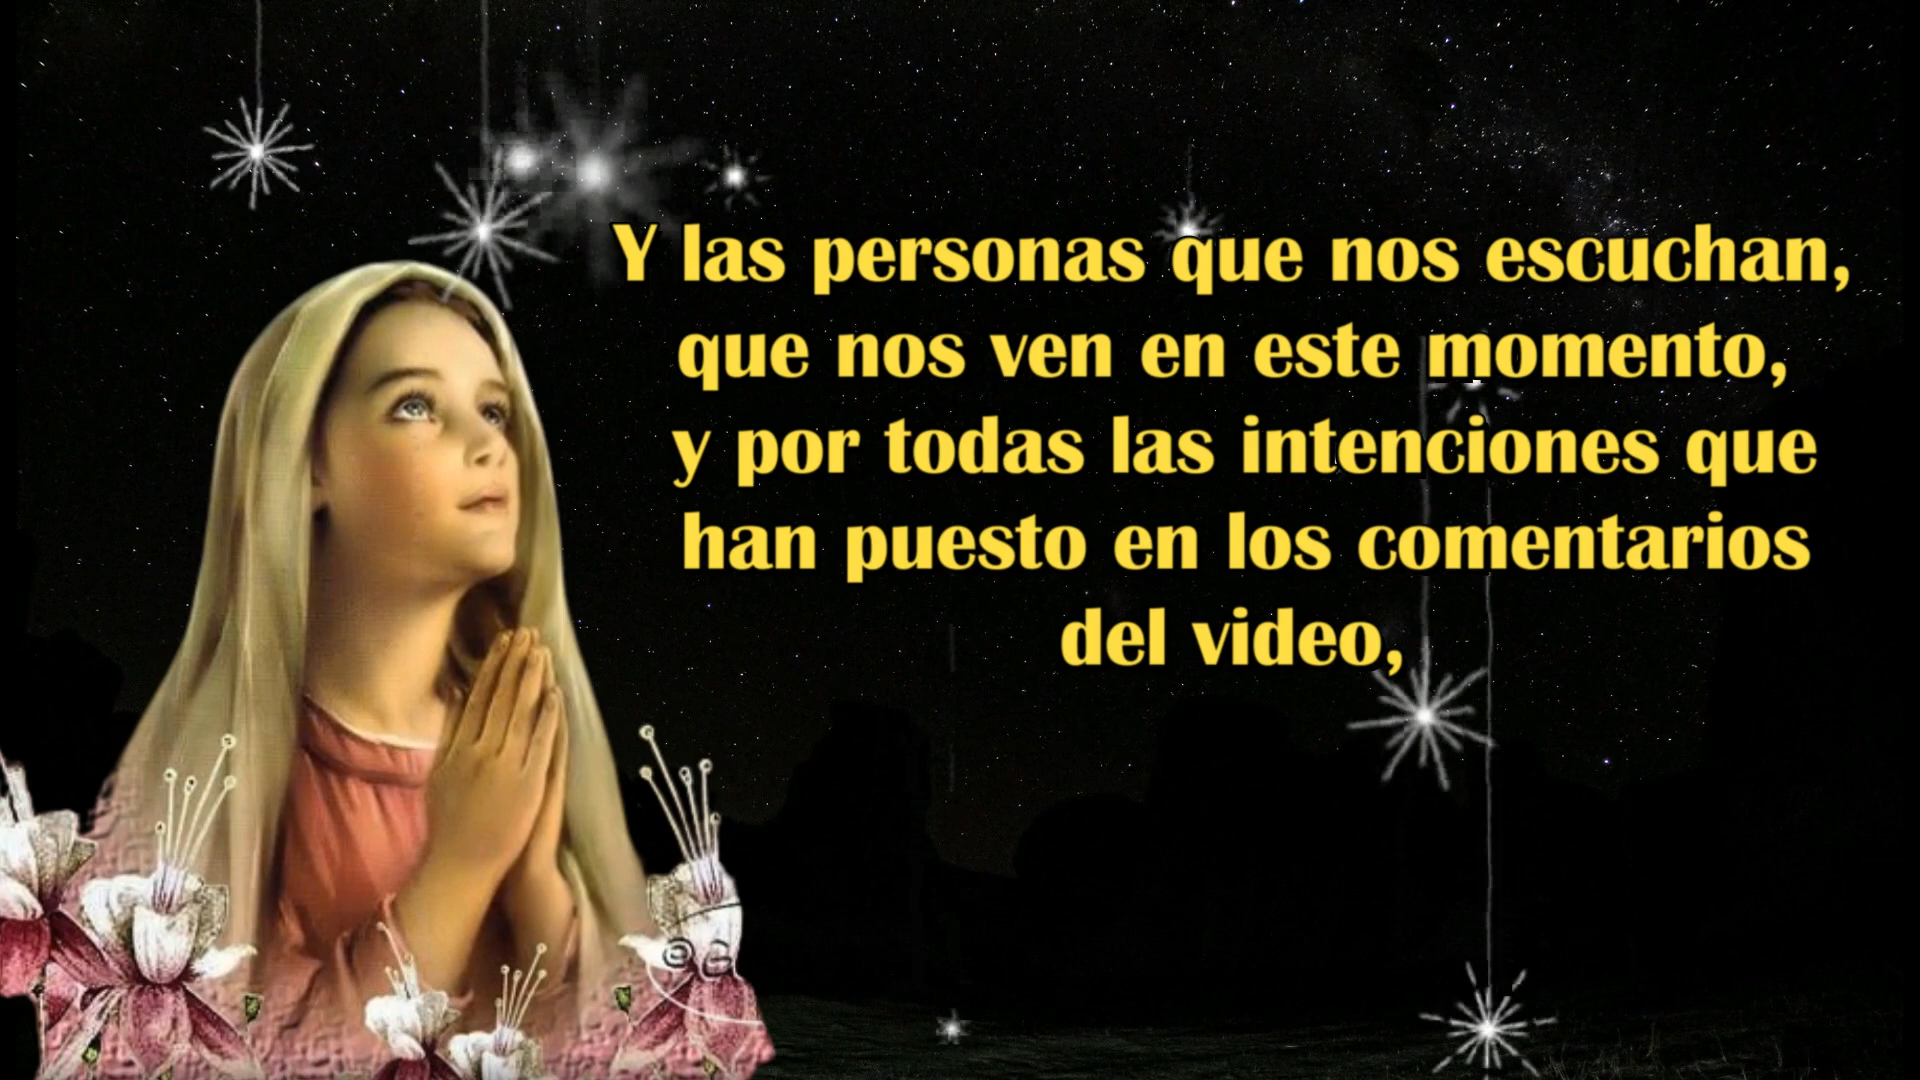 Y las personas que nos escuchan,
que nos ven en este momento,
y por todas las intenciones que
han puesto en los comentarios
del video,
©G